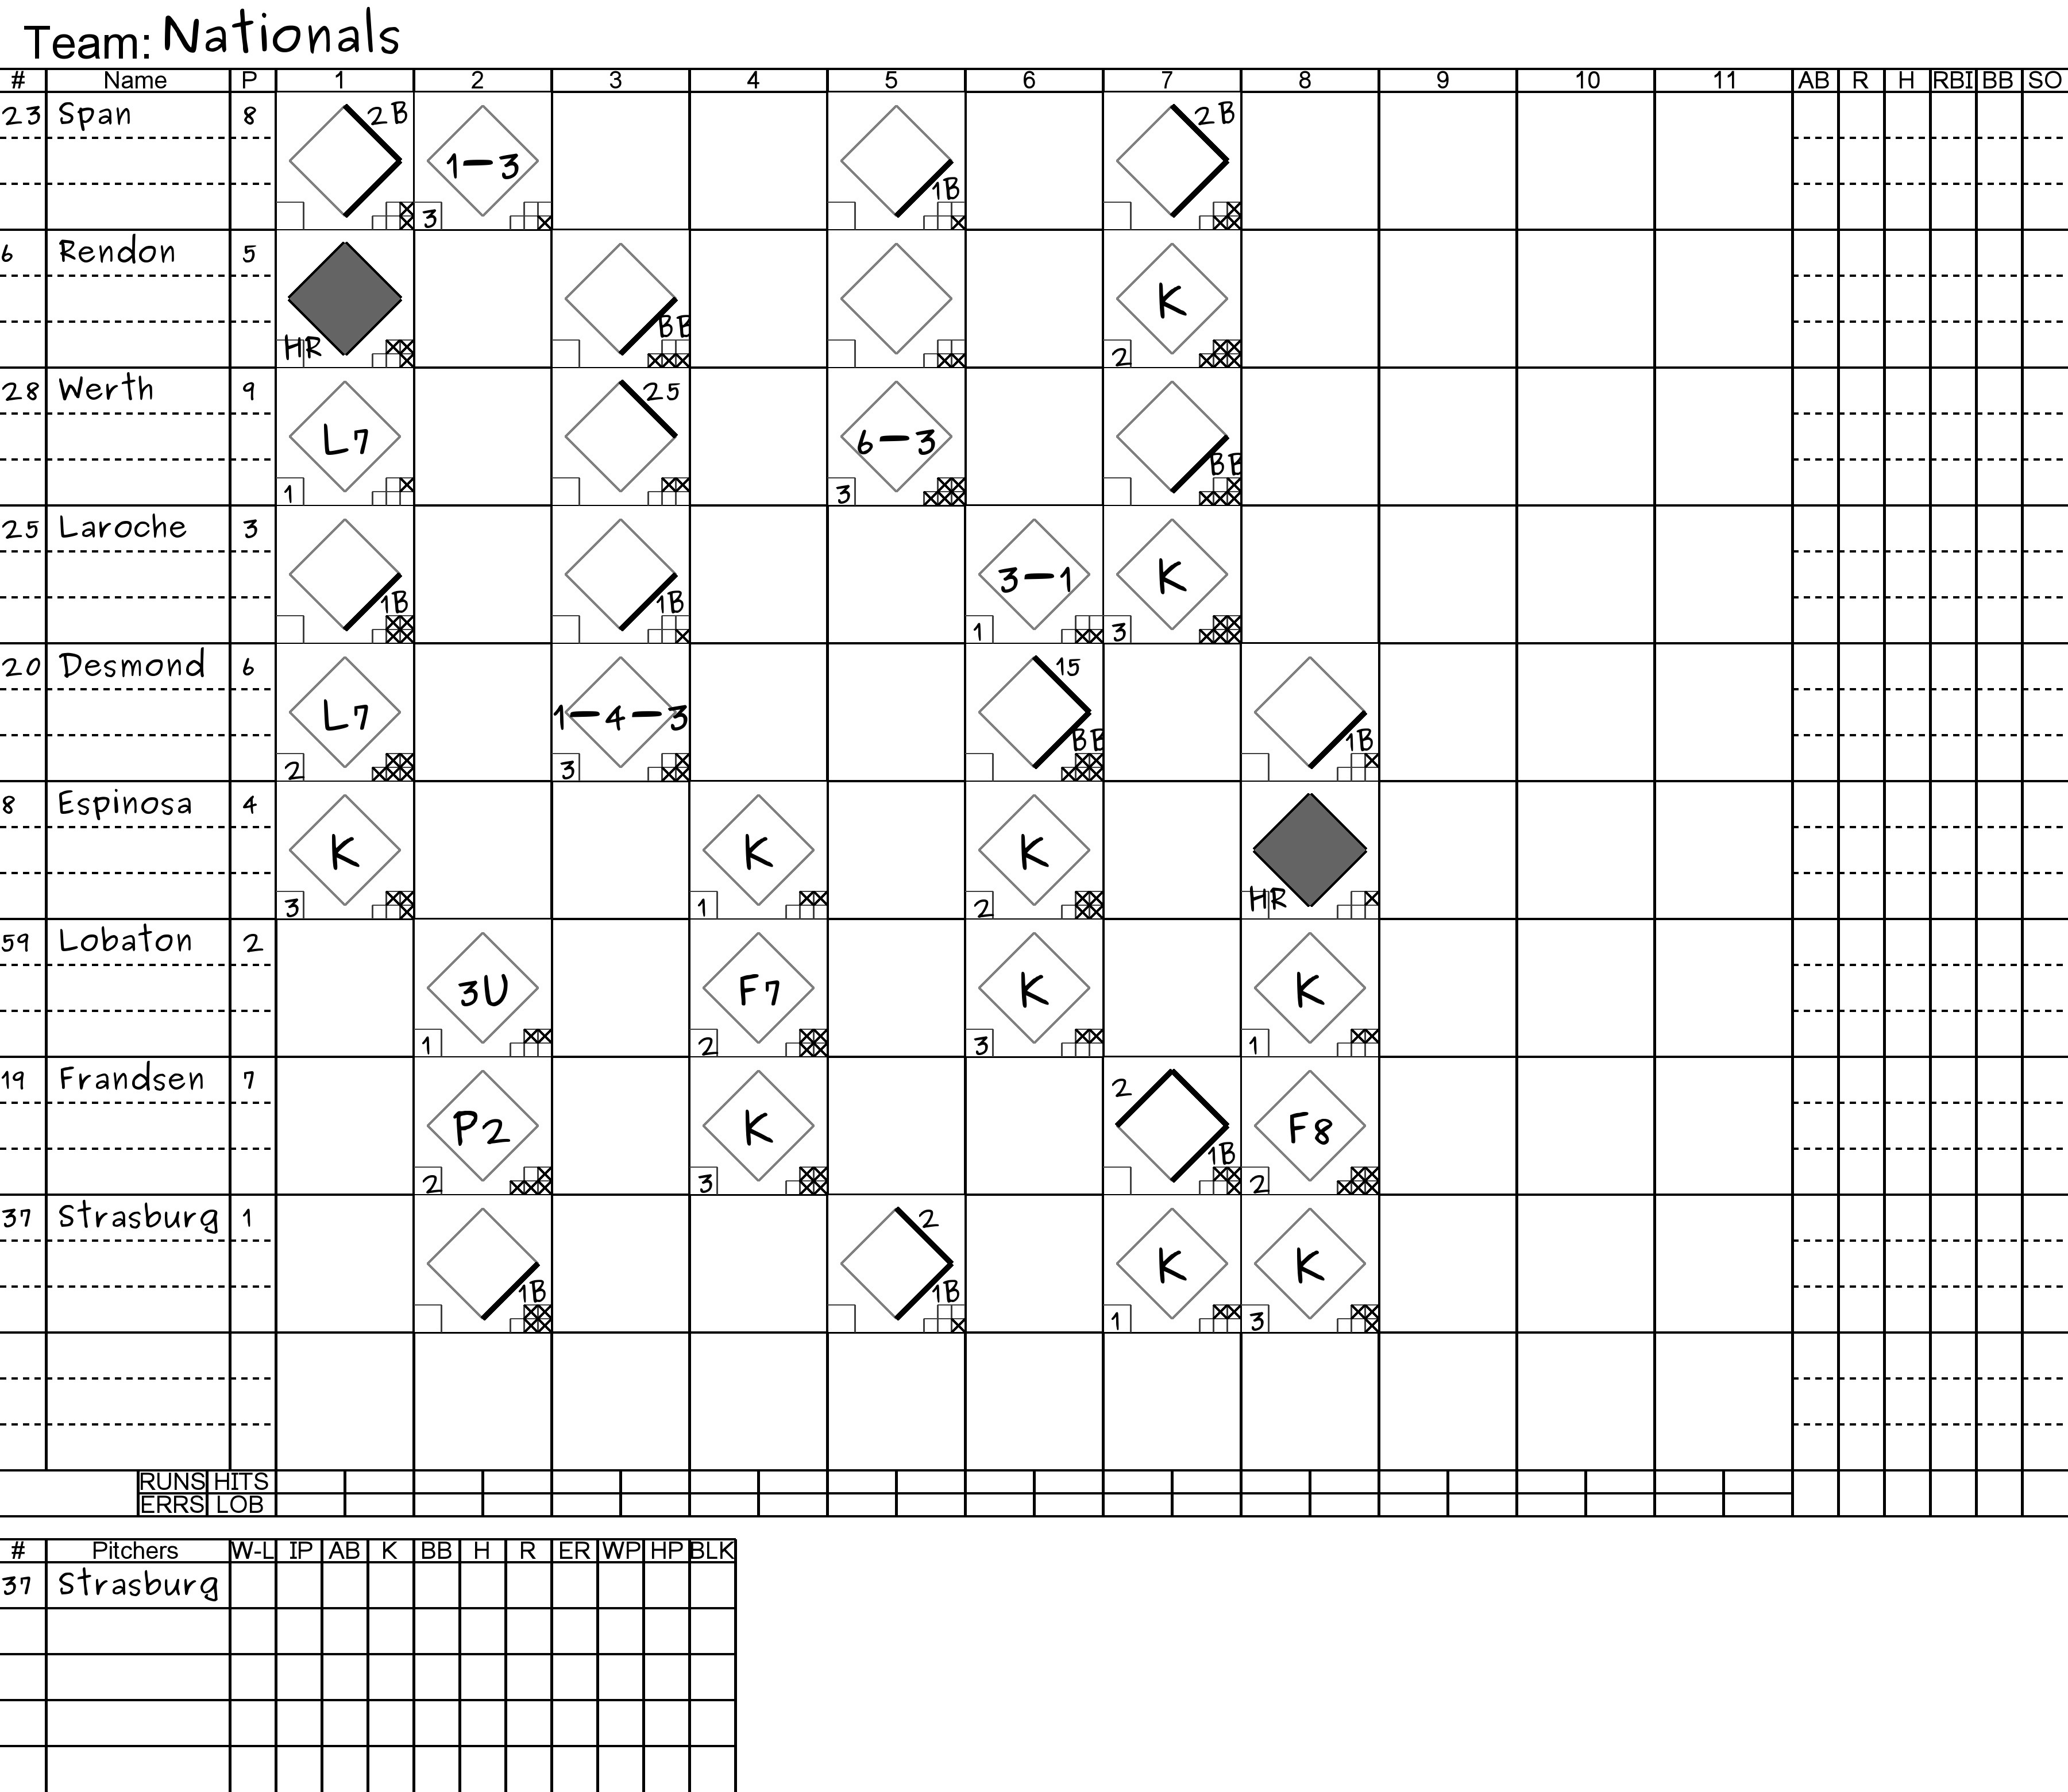 Team: Nationals
# Name P 1 2 3 4 5 6 7 8 9 10 11 AB R H RBI BB SO
23 Span 8 2B 1-3 3 1B 2B
6 Rendon 5 HR BB K 2
28 Werth 9 L7 1 25 6-3 3 BB
25 Laroche 3 1B 1B 3-1 1 K 3
20 Desmond 6 L7 2 1-4-3 3 15 BB 1B
8 Espinosa 4 K 3 K 1 K 2 HR
59 Lobaton 2 3U 1 F7 2 K 3 K 1
19 Frandsen 7 P2 2 K 3 2 1B F8 2
37 Strasburg 1 1B 2 1B K 1 K 3
RUNS HITS
ERRS LOB
# Pitchers W-L IP AB K BB H R ER WP HP BLK
37 Strasburg